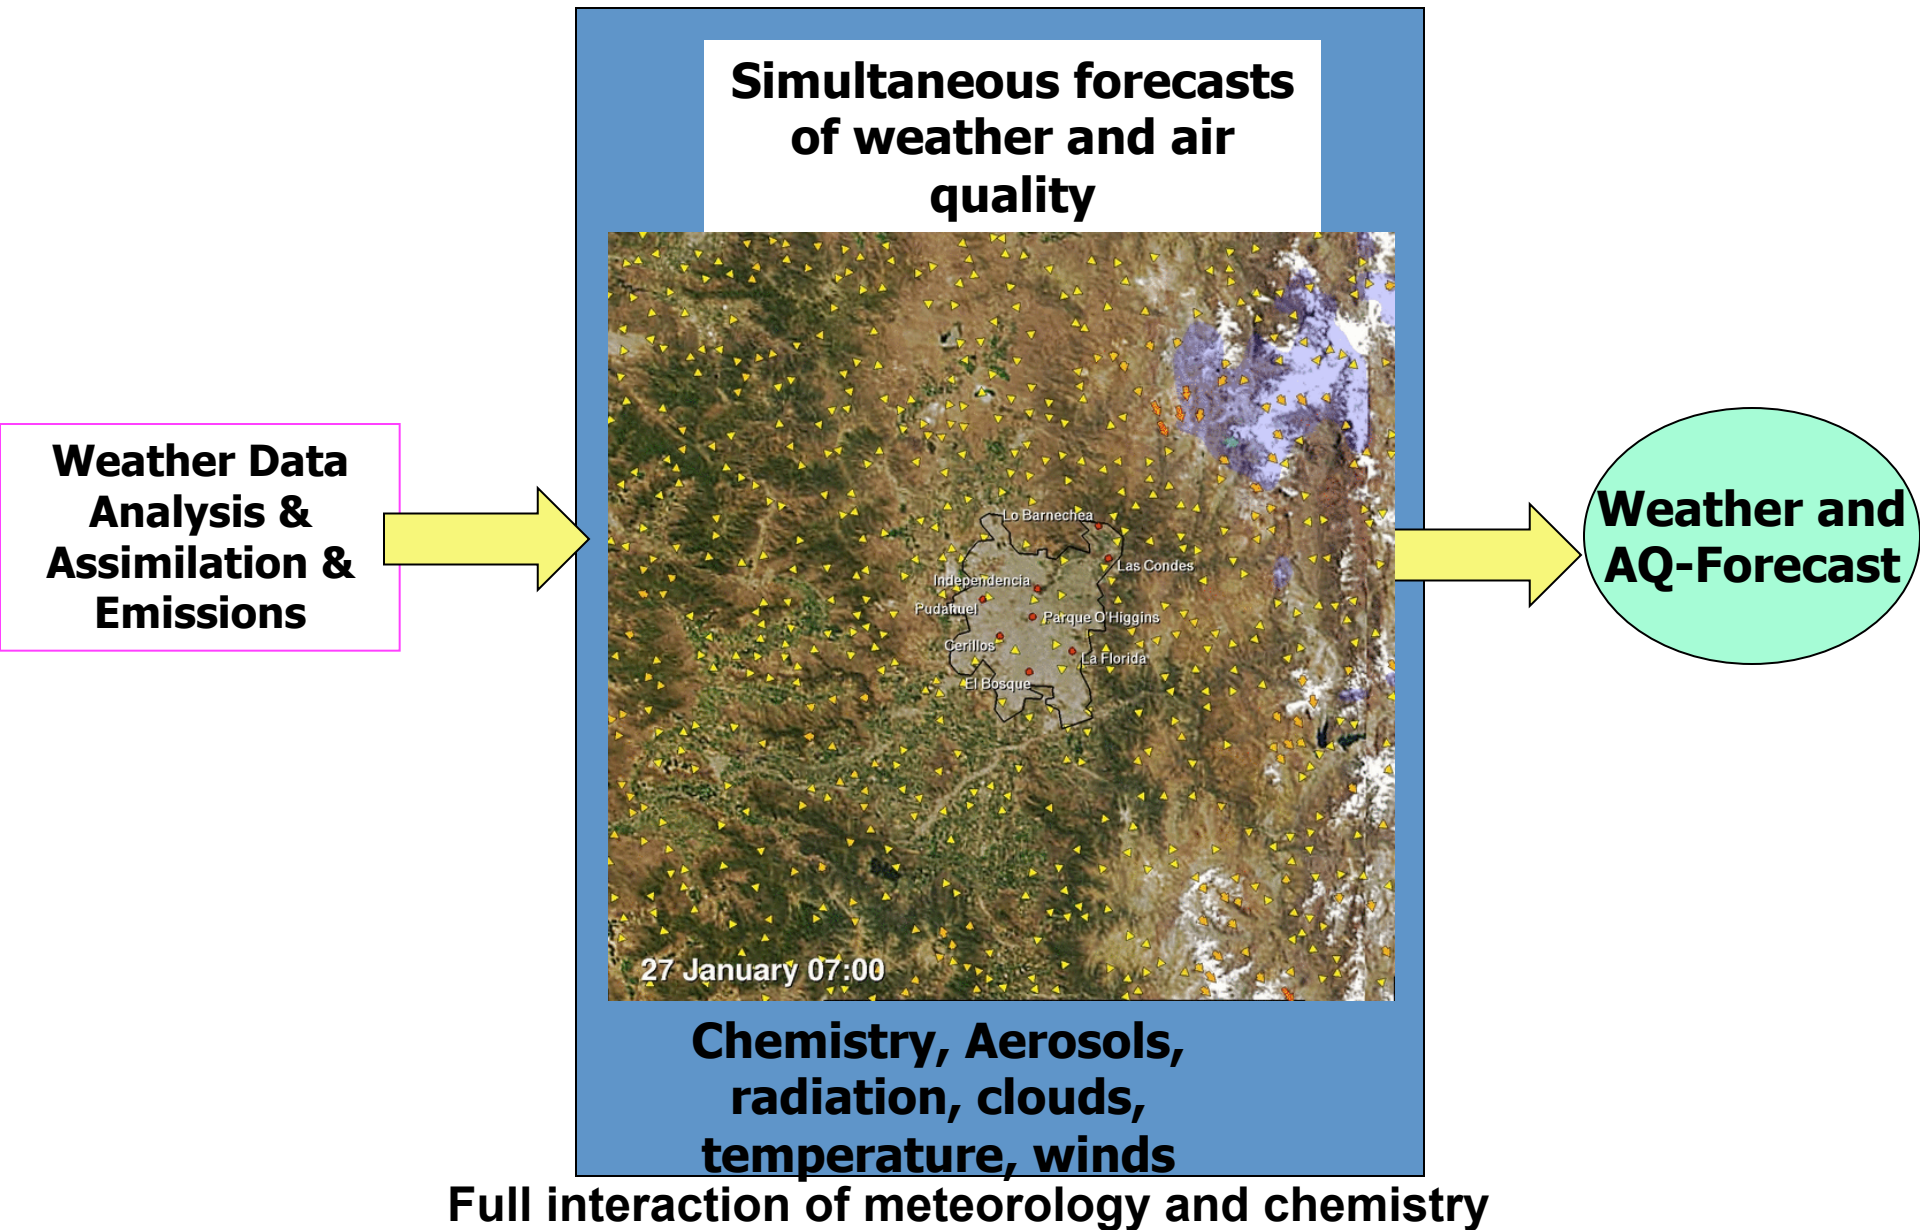 Simultaneous forecasts
of weather and air
quality
Weather Data
Analysis &
Assimilation &
Emissions
Lo Barnechea
Las Condes
Independencia
Pudahuel
Parque O'Higgins
Cerillos
La Florida
El Bosque
27 January 07:00
Weather and
AQ-Forecast
Chemistry, Aerosols,
radiation, clouds,
temperature, winds
Full interaction of meteorology and chemistry